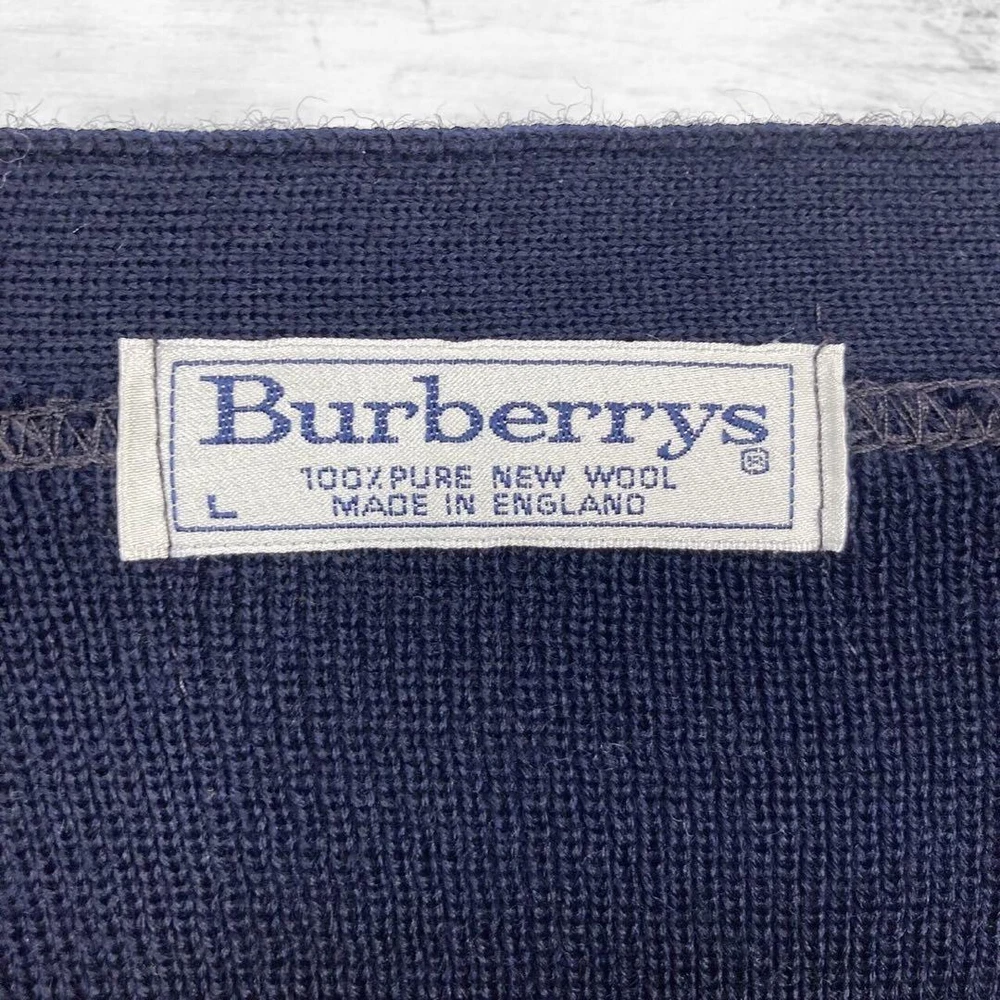 Burberrys®
100% PURE NEW WOOL
L MADE IN ENGLAND